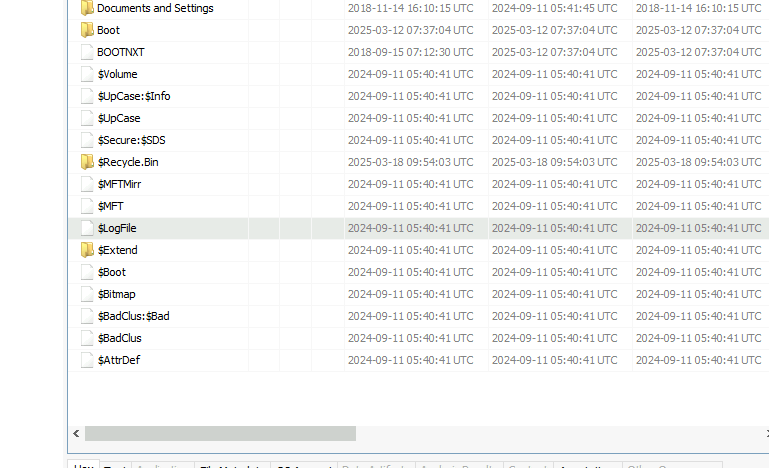 Documents and Settings 2018-11-14 16:10:15 UTC 2024-09-11 05:41:45 UTC 2018-11-14 16:10:15 UTC
Boot 2025-03-12 07:37:04 UTC 2025-03-12 07:37:04 UTC 2025-03-12 07:37:04 UTC
BOOTNXT 2018-09-15 07:12:30 UTC 2025-03-12 07:37:04 UTC 2025-03-12 07:37:04 UTC
$Volume 2024-09-11 05:40:41 UTC 2024-09-11 05:40:41 UTC 2024-09-11 05:40:41 UTC
$UpCase:$Info 2024-09-11 05:40:41 UTC 2024-09-11 05:40:41 UTC 2024-09-11 05:40:41 UTC
$UpCase 2024-09-11 05:40:41 UTC 2024-09-11 05:40:41 UTC 2024-09-11 05:40:41 UTC
$Secure:$SDS 2024-09-11 05:40:41 UTC 2024-09-11 05:40:41 UTC 2024-09-11 05:40:41 UTC
$Recycle.Bin 2025-03-18 09:54:03 UTC 2025-03-18 09:54:03 UTC 2025-03-18 09:54:03 UTC
$MFTMirr 2024-09-11 05:40:41 UTC 2024-09-11 05:40:41 UTC 2024-09-11 05:40:41 UTC
$MFT 2024-09-11 05:40:41 UTC 2024-09-11 05:40:41 UTC 2024-09-11 05:40:41 UTC
$LogFile 2024-09-11 05:40:41 UTC 2024-09-11 05:40:41 UTC 2024-09-11 05:40:41 UTC
$Extend 2024-09-11 05:40:41 UTC 2024-09-11 05:40:41 UTC 2024-09-11 05:40:41 UTC
$Boot 2024-09-11 05:40:41 UTC 2024-09-11 05:40:41 UTC 2024-09-11 05:40:41 UTC
$Bitmap 2024-09-11 05:40:41 UTC 2024-09-11 05:40:41 UTC 2024-09-11 05:40:41 UTC
$BadClus:$Bad 2024-09-11 05:40:41 UTC 2024-09-11 05:40:41 UTC 2024-09-11 05:40:41 UTC
$BadClus 2024-09-11 05:40:41 UTC 2024-09-11 05:40:41 UTC 2024-09-11 05:40:41 UTC
$AttrDef 2024-09-11 05:40:41 UTC 2024-09-11 05:40:41 UTC 2024-09-11 05:40:41 UTC